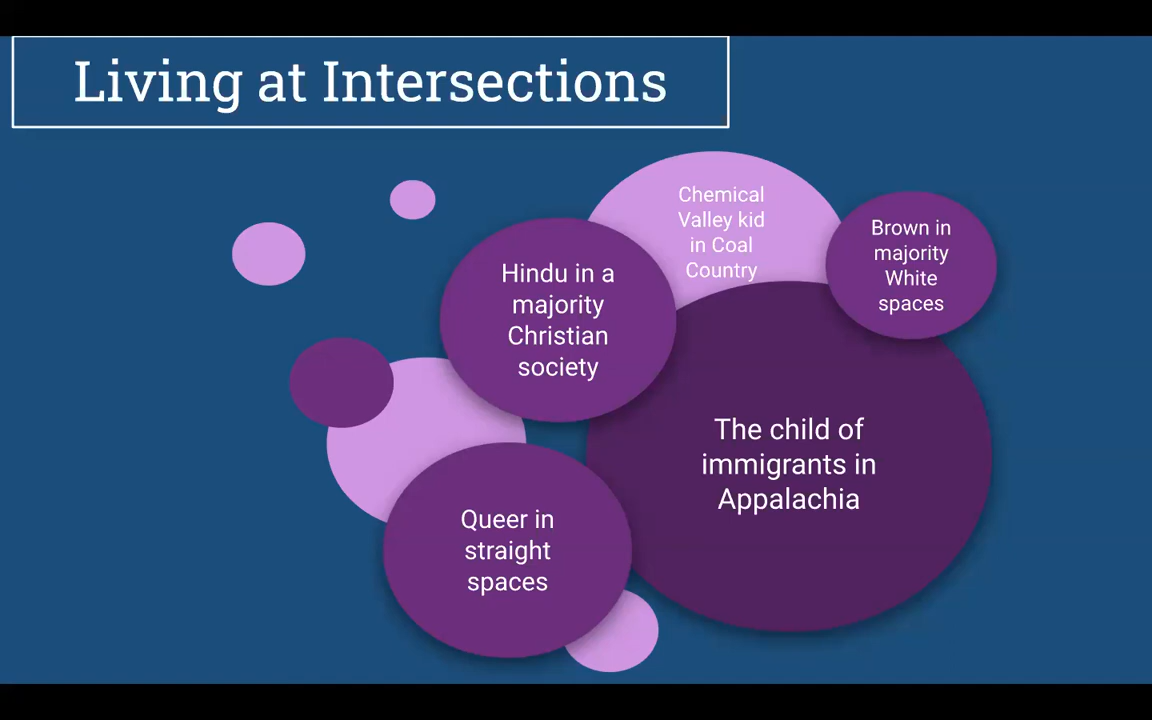 Living at Intersections
Chemical
Valley kid
in Coal
Country
Brown in
majority
White
spaces
Hindu in a
majority
Christian
society
The child of
immigrants in
Appalachia
Queer in
straight
spaces